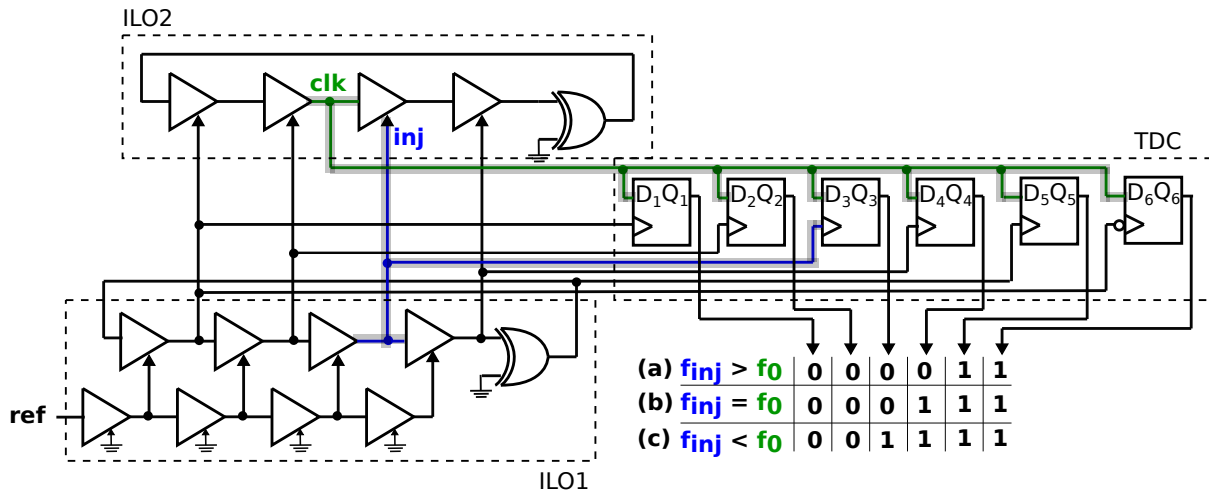 ILO2
clk
inj
TDC
D1Q1 D2Q2 D3Q3 D4Q4 D5Q5 D6Q6
(a) finj > f0 0 0 0 0 1 1
(b) finj = f0 0 0 0 1 1 1
(c) finj < f0 0 0 1 1 1 1
ref
ILO1